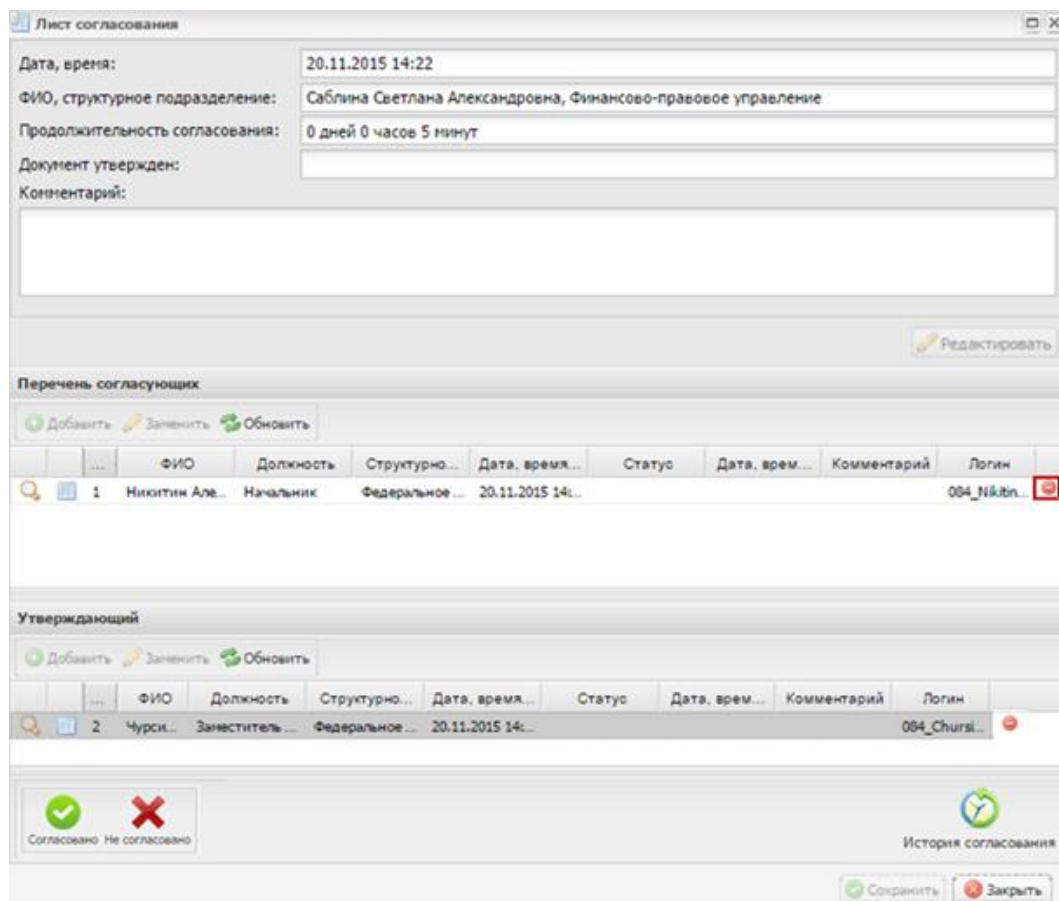 Лист согласования
Дата, время: 20.11.2015 14:22
ФИО, структурное подразделение: Саблина Светлана Александровна, Финансово-правовое управление
Продолжительность согласования: 0 дней 0 часов 5 минут
Документ утвержден:
Комментарий:
Редактировать
Перечень согласующих
Добавить Заменить Обновить
... ФИО Должность Структурно... Дата, время... Статус Дата, врем... Комментарий Логин
1 Никитин Але... Начальник Федеральное ... 20.11.2015 14:... 084_Nikitin...
Утверждающий
Добавить Заменить Обновить
... ФИО Должность Структурно... Дата, время... Статус Дата, врем... Комментарий Логин
2 Чурси... Заместитель ... Федеральное ... 20.11.2015 14:... 084_Chursi...
Согласовано Не согласовано
История согласования
Сохранить Закрыть